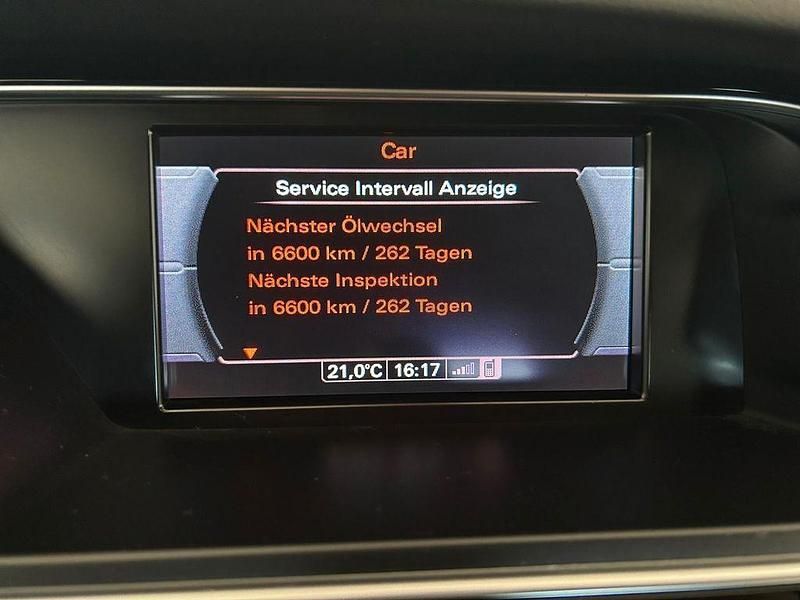 Car
Service Intervall Anzeige
Nächster Ölwechsel
in 6600 km / 262 Tagen
Nächste Inspektion
in 6600 km / 262 Tagen
21,0°C 16:17